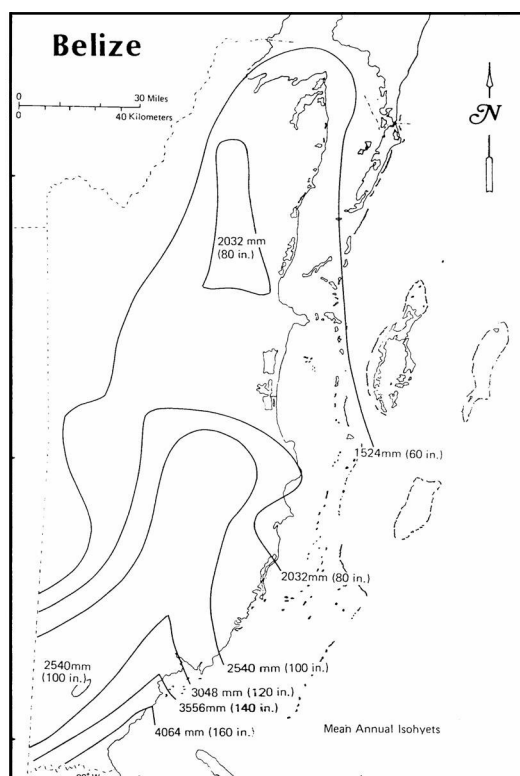 Belize
0 30 Miles
0 40 Kilometers
N
2032 mm
(80 in.)
1524mm (60 in.)
2032mm (80 in.)
2540mm
(100 in.)
2540 mm (100 in.)
3048 mm (120 in.)
3556mm (140 in.)
4064 mm (160 in.)
Mean Annual Isohyets